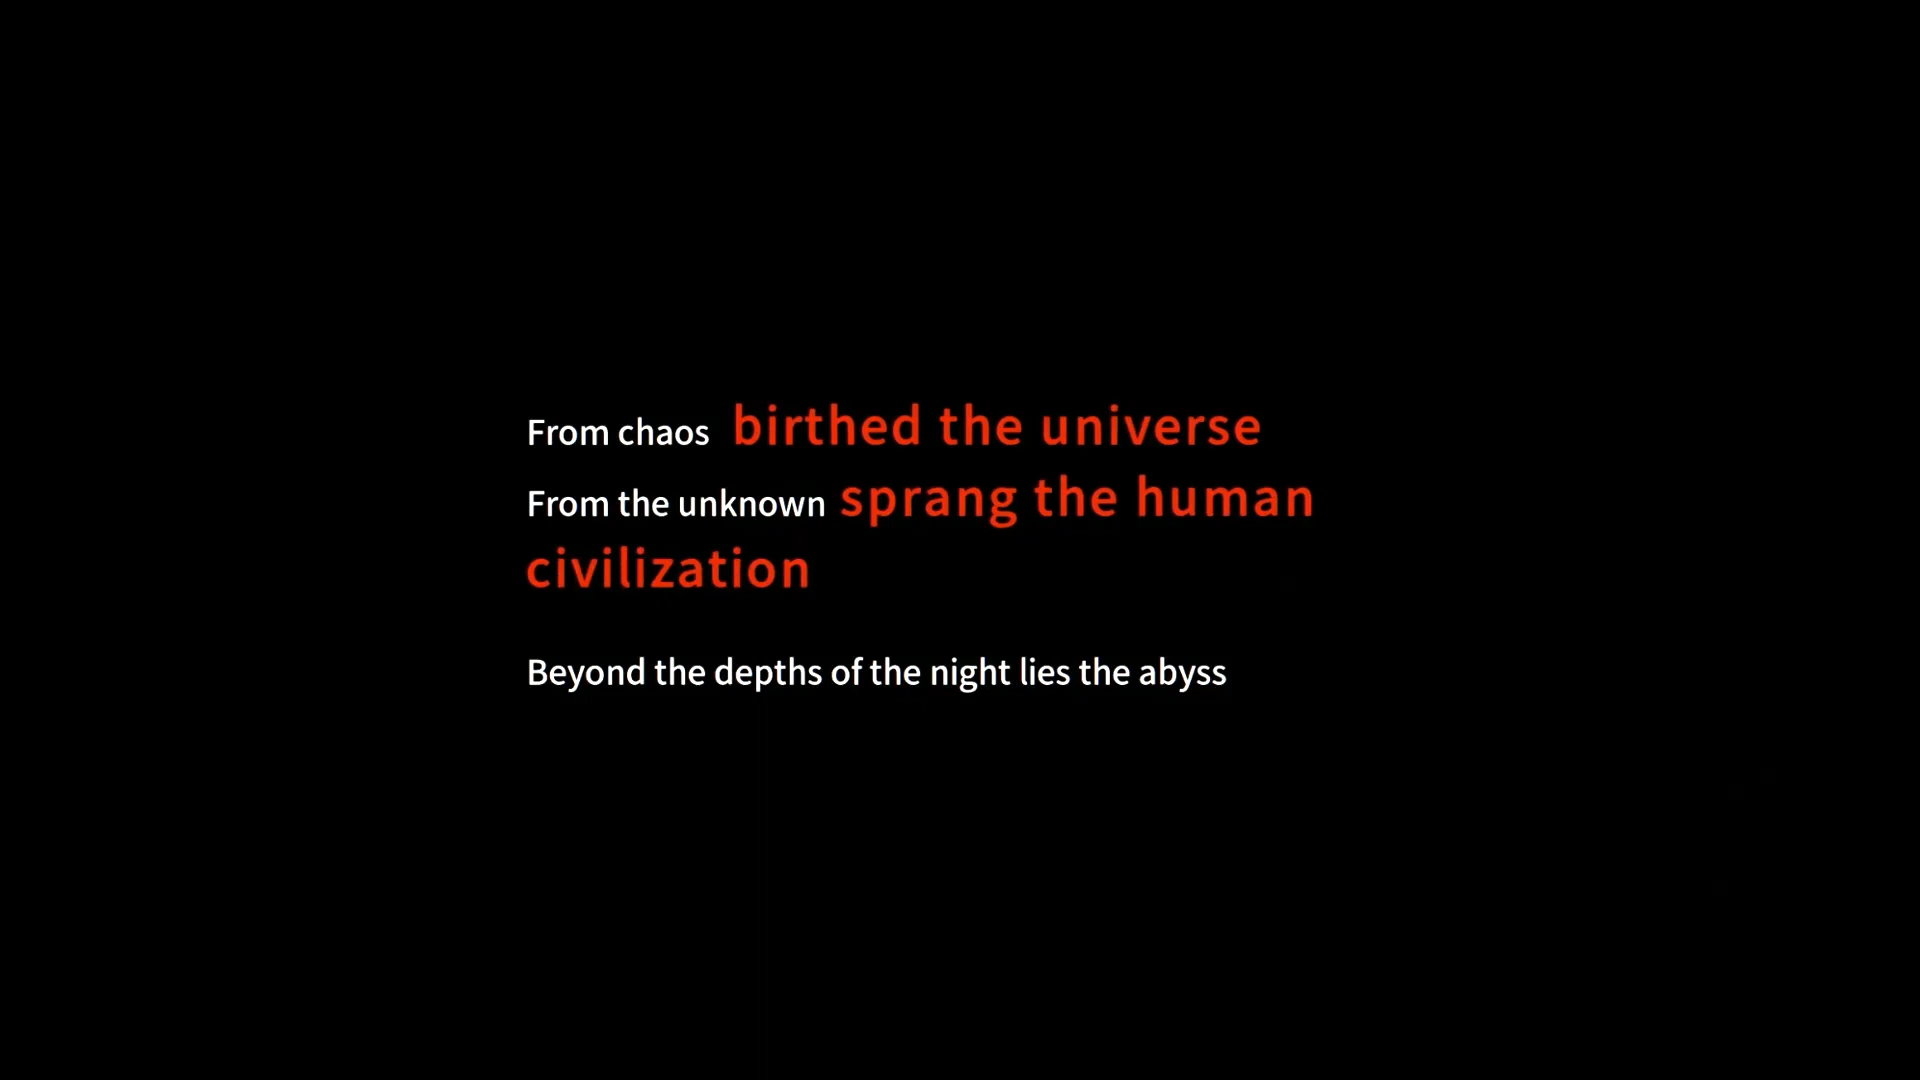 From chaos birthed the universe
From the unknown sprang the human
civilization
Beyond the depths of the night lies the abyss